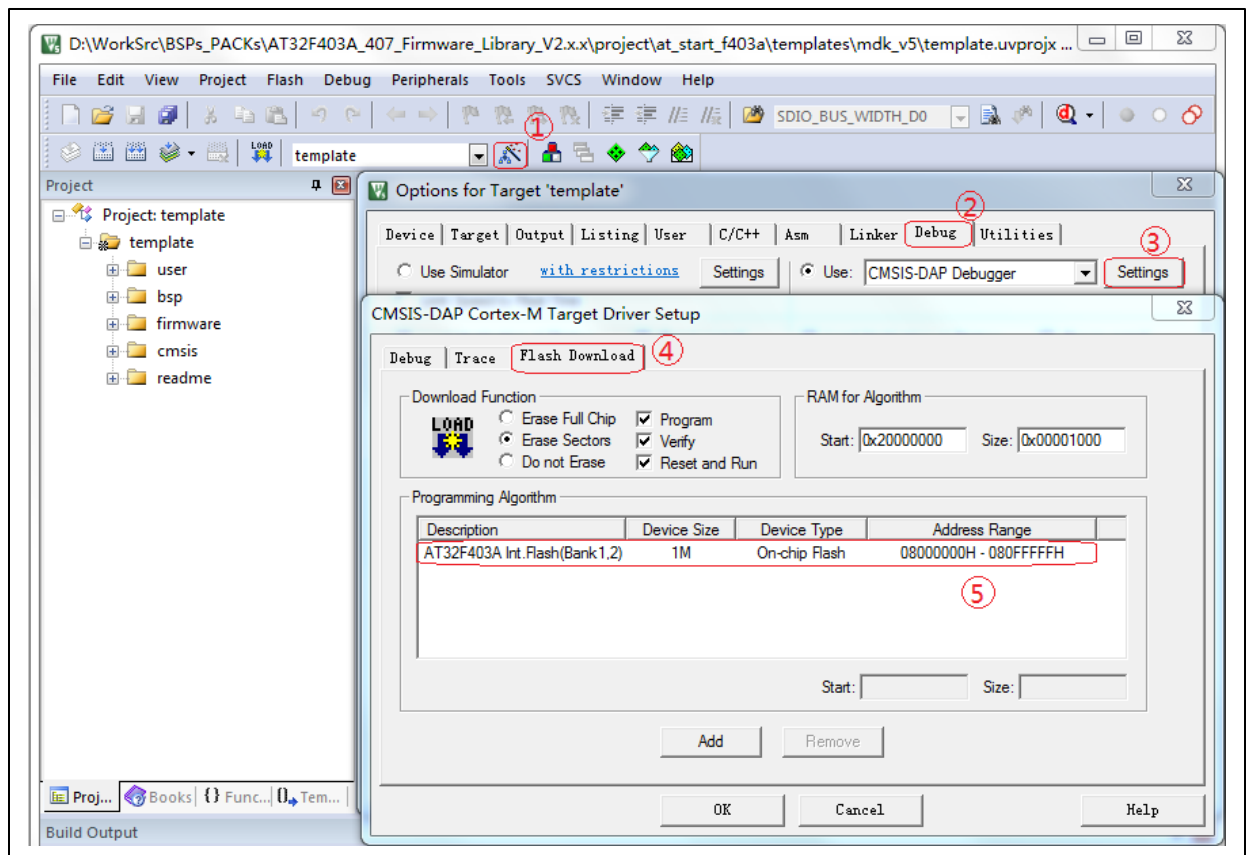 D:\WorkSrc\BSPs_PACKs\AT32F403A_407_Firmware_Library_V2.x.x\project\at_start_f403a\templates\mdk_v5\template.uvprojx ...
File Edit View Project Flash Debug Peripherals Tools SVCS Window Help
SDIO_BUS_WIDTH_D0
①
LOAD template
Project
Options for Target 'template'
Project: template
template
user
bsp
firmware
cmsis
readme
②
Device Target Output Listing User C/C++ Asm Linker Debug Utilities
③
Use Simulator with restrictions Settings Use: CMSIS-DAP Debugger Settings
CMSIS-DAP Cortex-M Target Driver Setup
Debug Trace Flash Download ④
Download Function
LOAD
Erase Full Chip Program
Erase Sectors Verify
Do not Erase Reset and Run
RAM for Algorithm
Start: 0x20000000 Size: 0x00001000
Programming Algorithm
Description Device Size Device Type Address Range
AT32F403A Int.Flash(Bank1,2) 1M On-chip Flash 08000000H - 080FFFFFH
⑤
Start: Size:
Add Remove
OK Cancel Help
Proj... Books {} Func... Tem...
Build Output